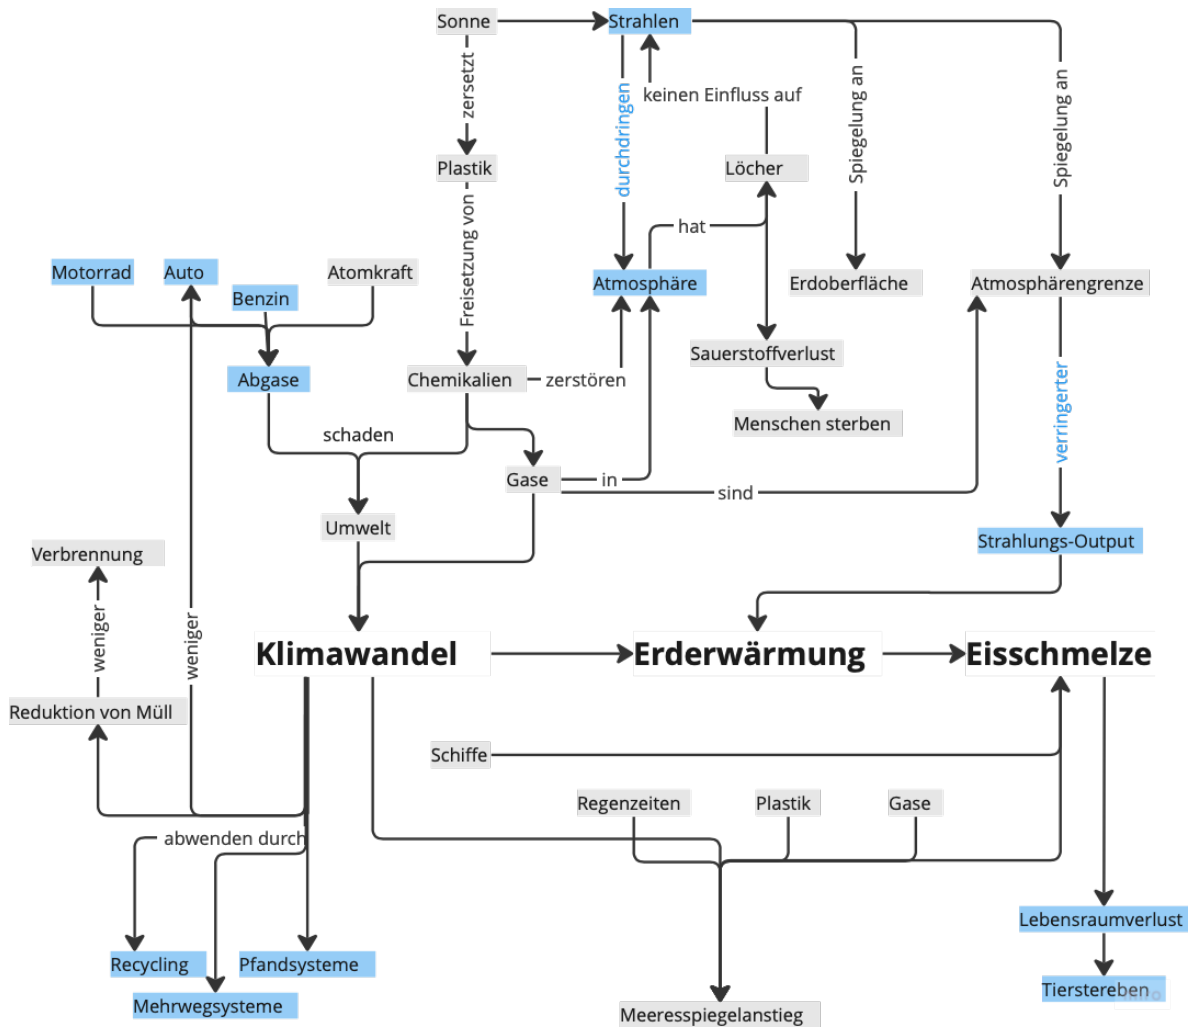 Sonne
Strahlen
zersetzt
durchdringen
keinen Einfluss auf
Spiegelung an
Spiegelung an
Plastik
Löcher
Freisetzung von
hat
Motorrad
Auto
Benzin
Atomkraft
Atmosphäre
Erdoberfläche
Atmosphärengrenze
Abgase
Chemikalien
zerstören
Sauerstoffverlust
verringerter
Menschen sterben
schaden
Gase
in
sind
Umwelt
Strahlungs-Output
Verbrennung
weniger
weniger
Klimawandel
Erderwärmung
Eisschmelze
Reduktion von Müll
Schiffe
Regenzeiten
Plastik
Gase
abwenden durch
Lebensraumverlust
Recycling
Pfandsysteme
Tierstereben
Mehrwegsysteme
Meeresspiegelanstieg